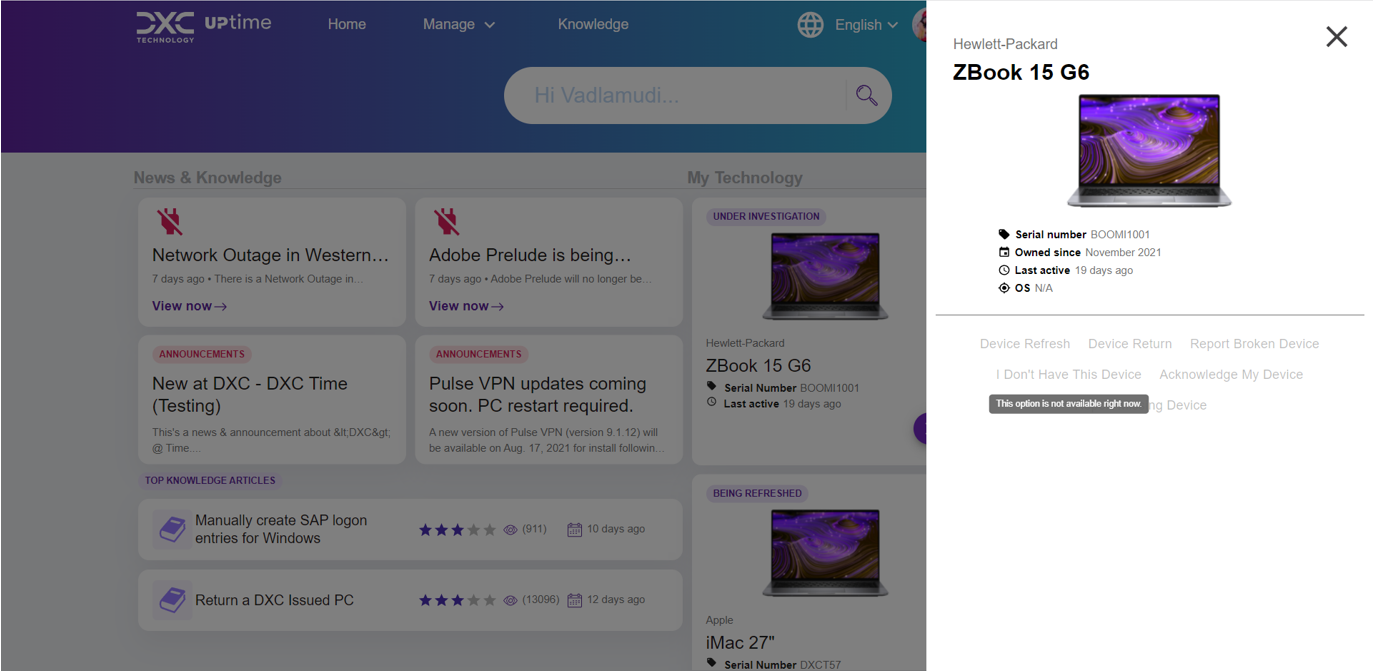 DXC
TECHNOLOGY
UPtime
Home
Manage
Knowledge
English
Hi Vadlamudi...
News & Knowledge
Network Outage in Western...
7 days ago • There is a Network Outage in...
View now
Adobe Prelude is being...
7 days ago • Adobe Prelude will no longer be...
View now
ANNOUNCEMENTS
New at DXC - DXC Time
(Testing)
This's a news & announcement about &lt;DXC&gt;
@ Time....
ANNOUNCEMENTS
Pulse VPN updates coming
soon. PC restart required.
A new version of Pulse VPN (version 9.1.12) will
be available on Aug. 17, 2021 for install followin...
TOP KNOWLEDGE ARTICLES
Manually create SAP logon
entries for Windows
(911)
10 days ago
Return a DXC Issued PC
(13096)
12 days ago
My Technology
UNDER INVESTIGATION
Hewlett-Packard
ZBook 15 G6
Serial Number BOOMI1001
Last active 19 days ago
BEING REFRESHED
Apple
iMac 27"
Serial Number DXCT57
Hewlett-Packard
ZBook 15 G6
Serial number BOOMI1001
Owned since November 2021
Last active 19 days ago
OS N/A
Device Refresh Device Return Report Broken Device
I Don't Have This Device Acknowledge My Device
This option is not available right now.
ng Device